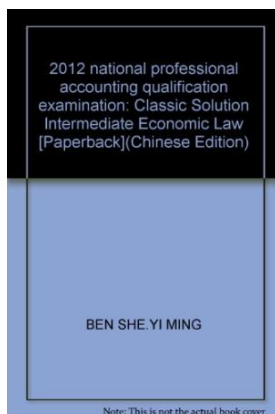 2012 national professional
accounting qualification
examination: Classic Solution
Intermediate Economic Law
[Paperback](Chinese Edition)
BEN SHE.YI MING
Note: This is not the actual book cover